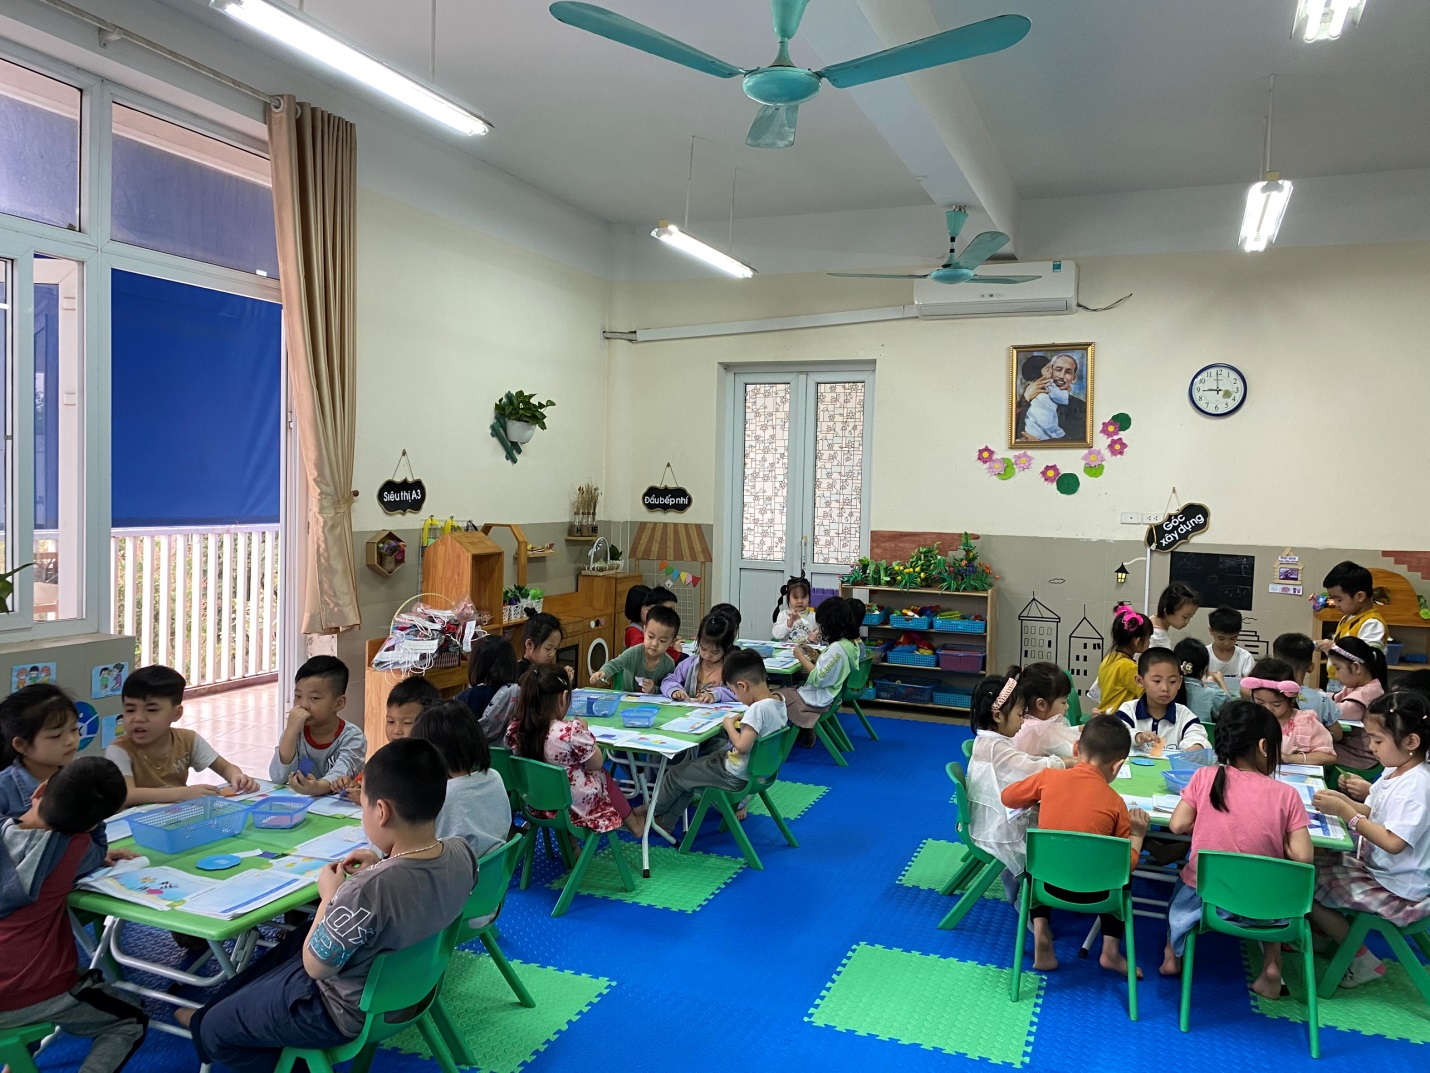 Siêu thị A3
Đầu bếp nhí
Góc
xây dựng